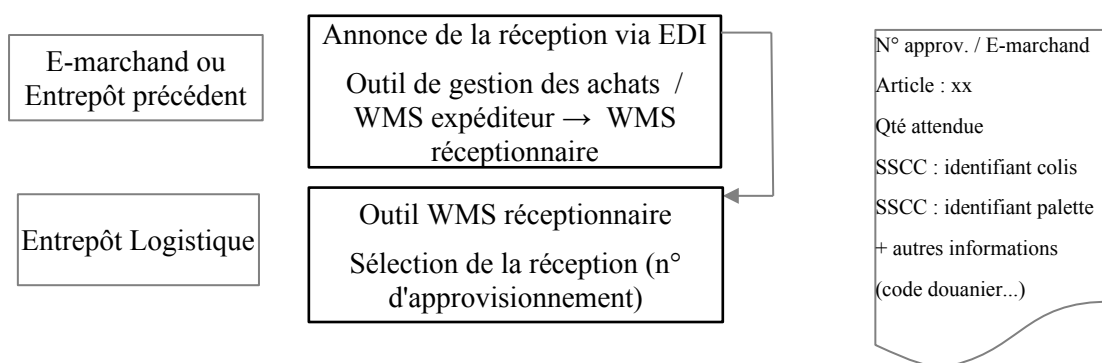 E-marchand ou
Entrepôt précédent
Annonce de la réception via EDI
Outil de gestion des achats /
WMS expéditeur → WMS
réceptionnaire
Entrepôt Logistique
Outil WMS réceptionnaire
Sélection de la réception (n°
d'approvisionnement)
N° approv. / E-marchand
Article : xx
Qté attendue
SSCC : identifiant colis
SSCC : identifiant palette
+ autres informations
(code douanier...)